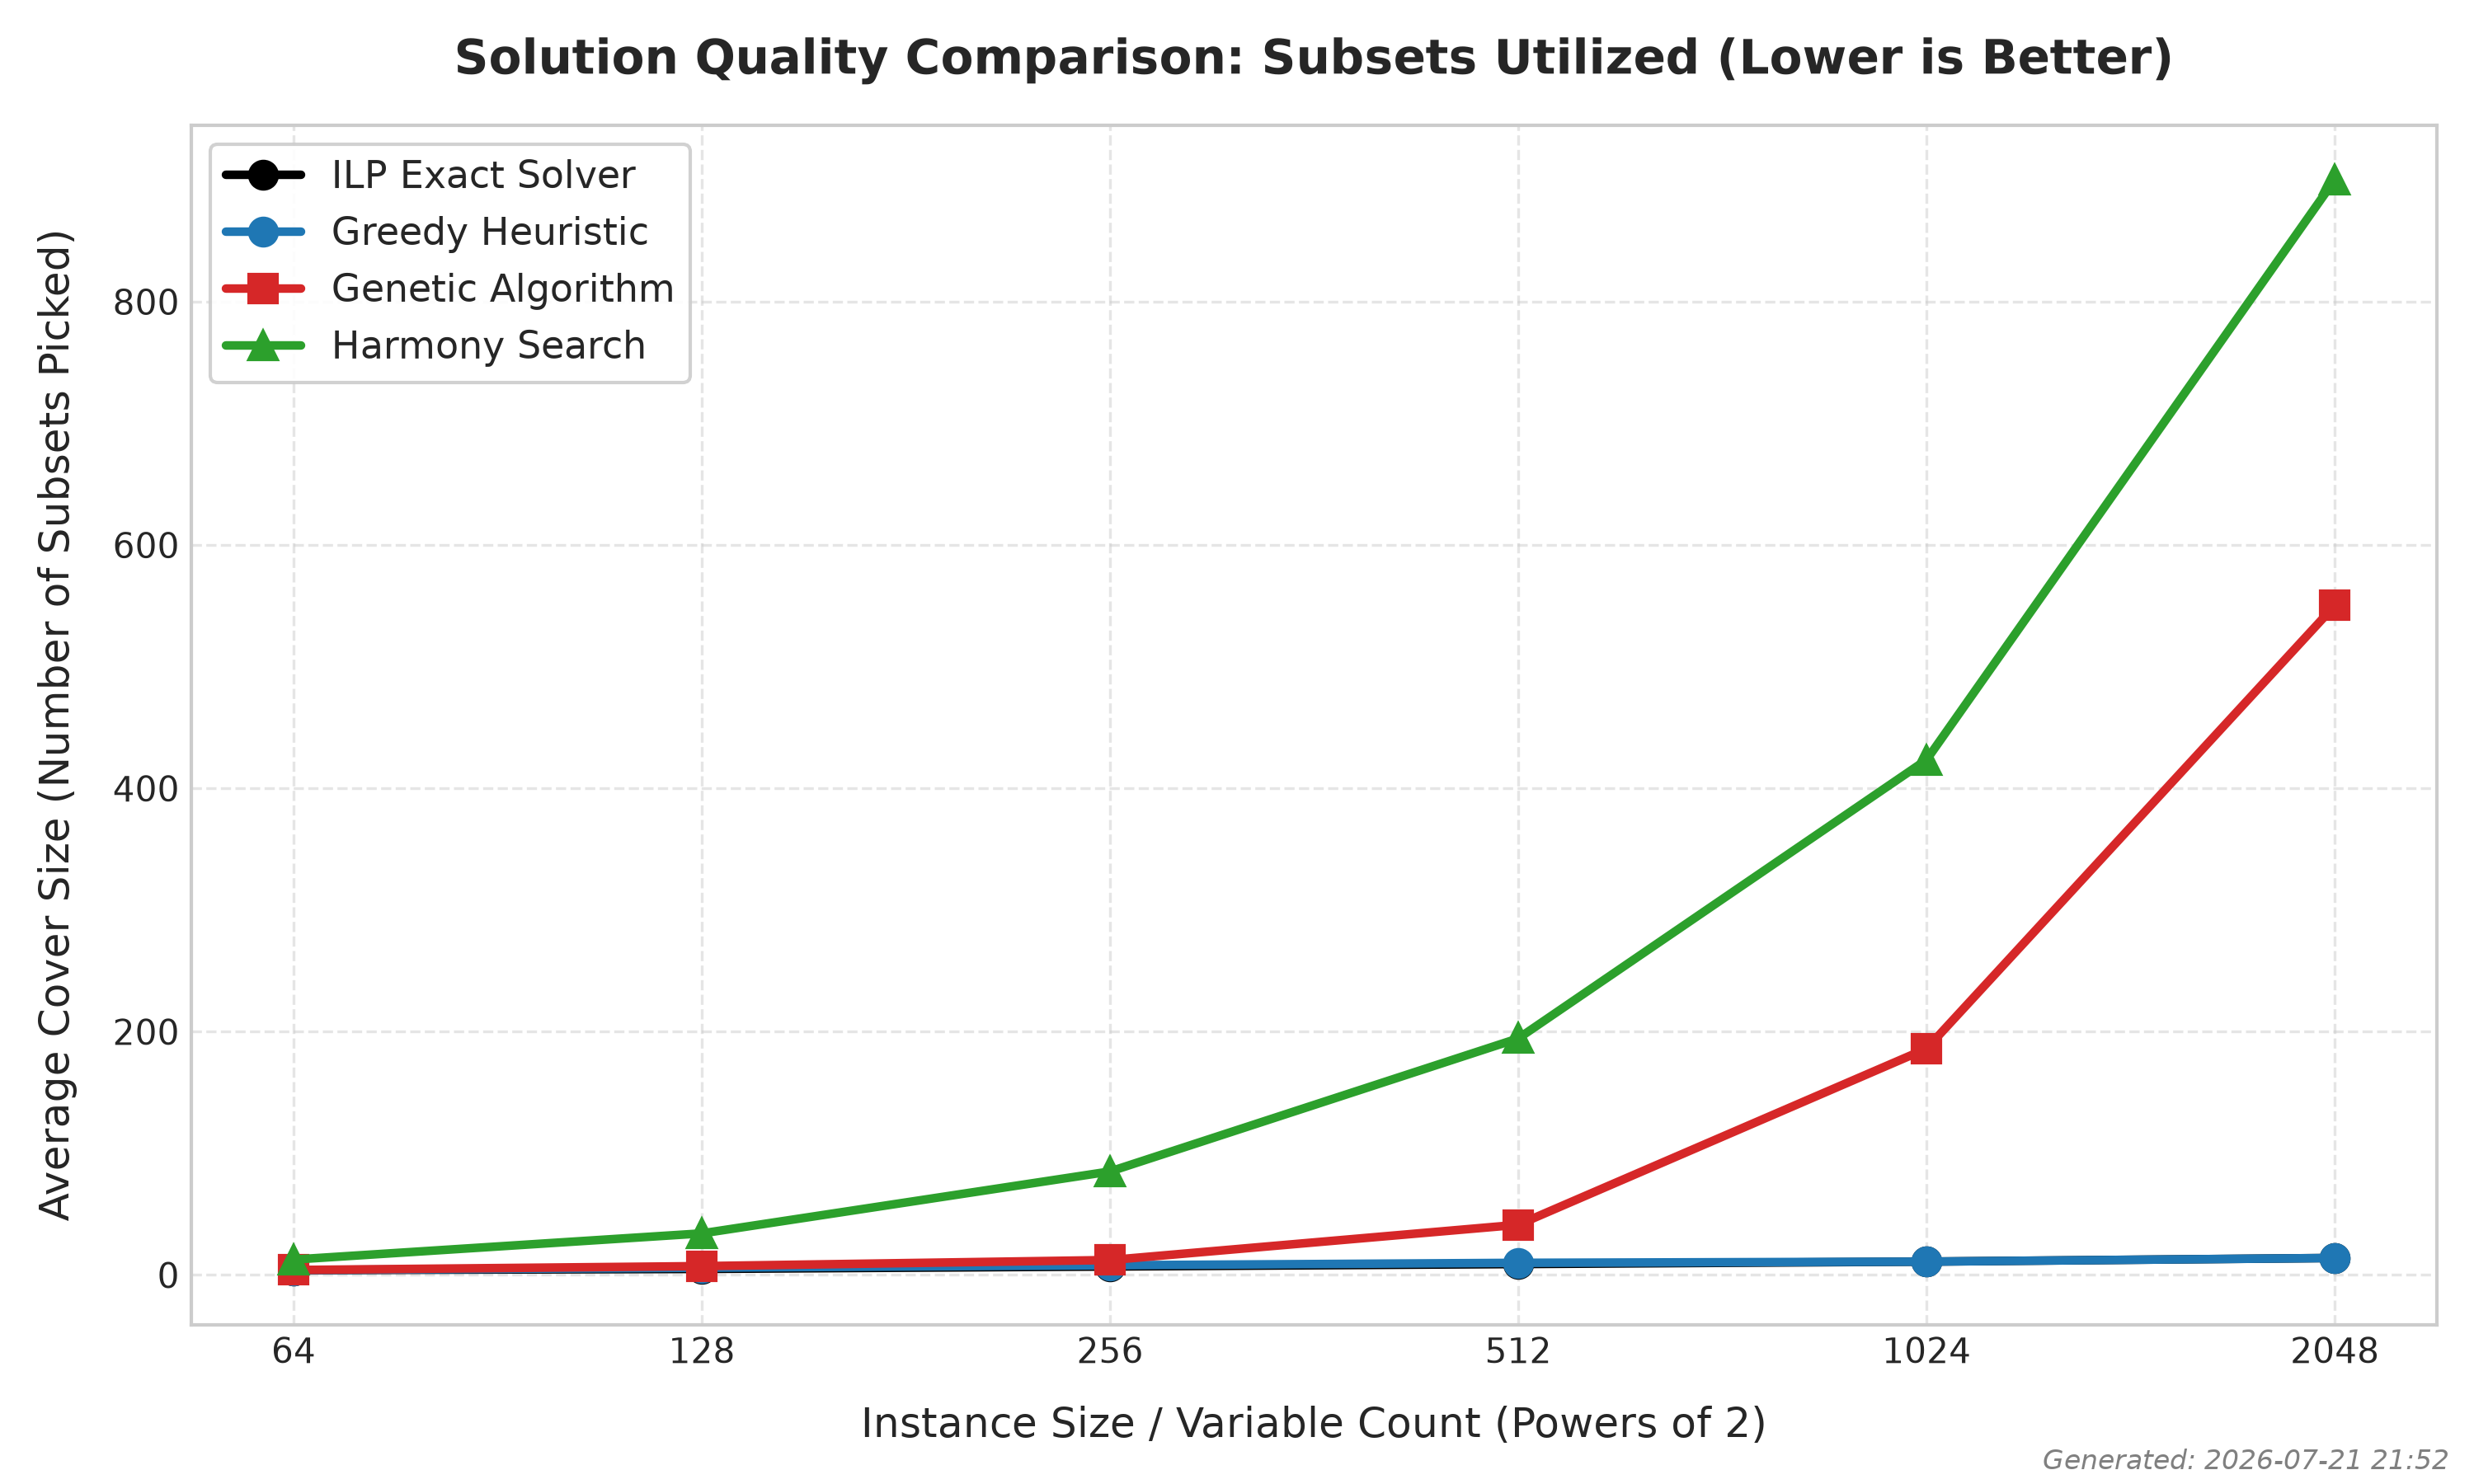 Solution Quality Comparison: Subsets Utilized (Lower is Better)
ILP Exact Solver
Greedy Heuristic
Genetic Algorithm
Harmony Search
Average Cover Size (Number of Subsets Picked)
800
600
400
200
0
64 128 256 512 1024 2048
Instance Size / Variable Count (Powers of 2)
Generated: 2026-07-21 21:52